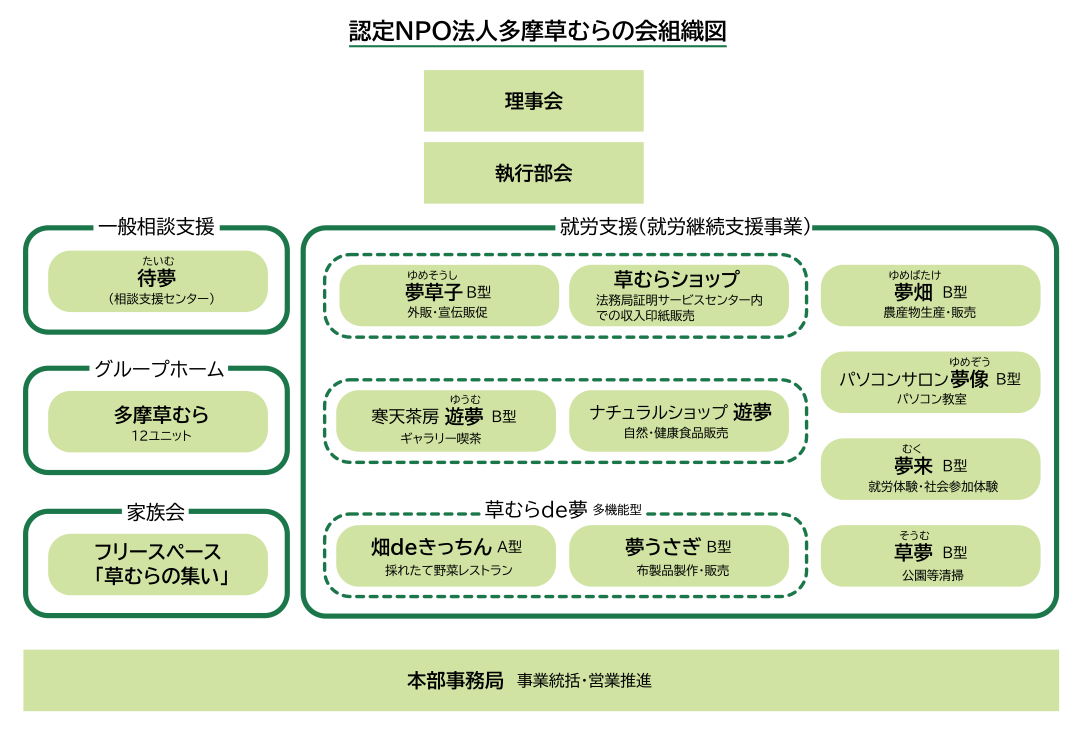 認定NPO法人多摩草むらの会組織図
理事会
執行部会
一般相談支援
たいむ
待夢
(相談支援センター)
グループホーム
多摩草むら
12ユニット
家族会
フリースペース
「草むらの集い」
就労支援(就労継続支援事業)
ゆめそうし
夢草子 B型
外販・宣伝販促
草むらショップ
法務局証明サービスセンター内
での収入印紙販売
ゆうむ
寒天茶房 遊夢 B型
ギャラリー喫茶
ナチュラルショップ 遊夢
自然・健康食品販売
草むらde夢 多機能型
畑deきっちん A型
採れたて野菜レストラン
夢うさぎ B型
布製品製作・販売
ゆめばたけ
夢畑 B型
農産物生産・販売
ゆめぞう
パソコンサロン夢像 B型
パソコン教室
むく
夢来 B型
就労体験・社会参加体験
そうむ
草夢 B型
公園等清掃
本部事務局 事業統括・営業推進